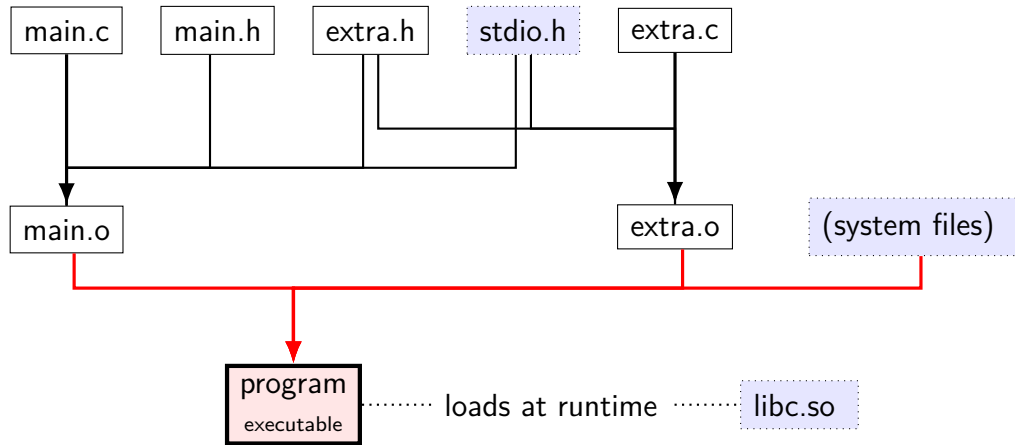 main.c
main.h
extra.h
stdio.h
extra.c
main.o
extra.o
(system files)
program
executable
loads at runtime
libc.so